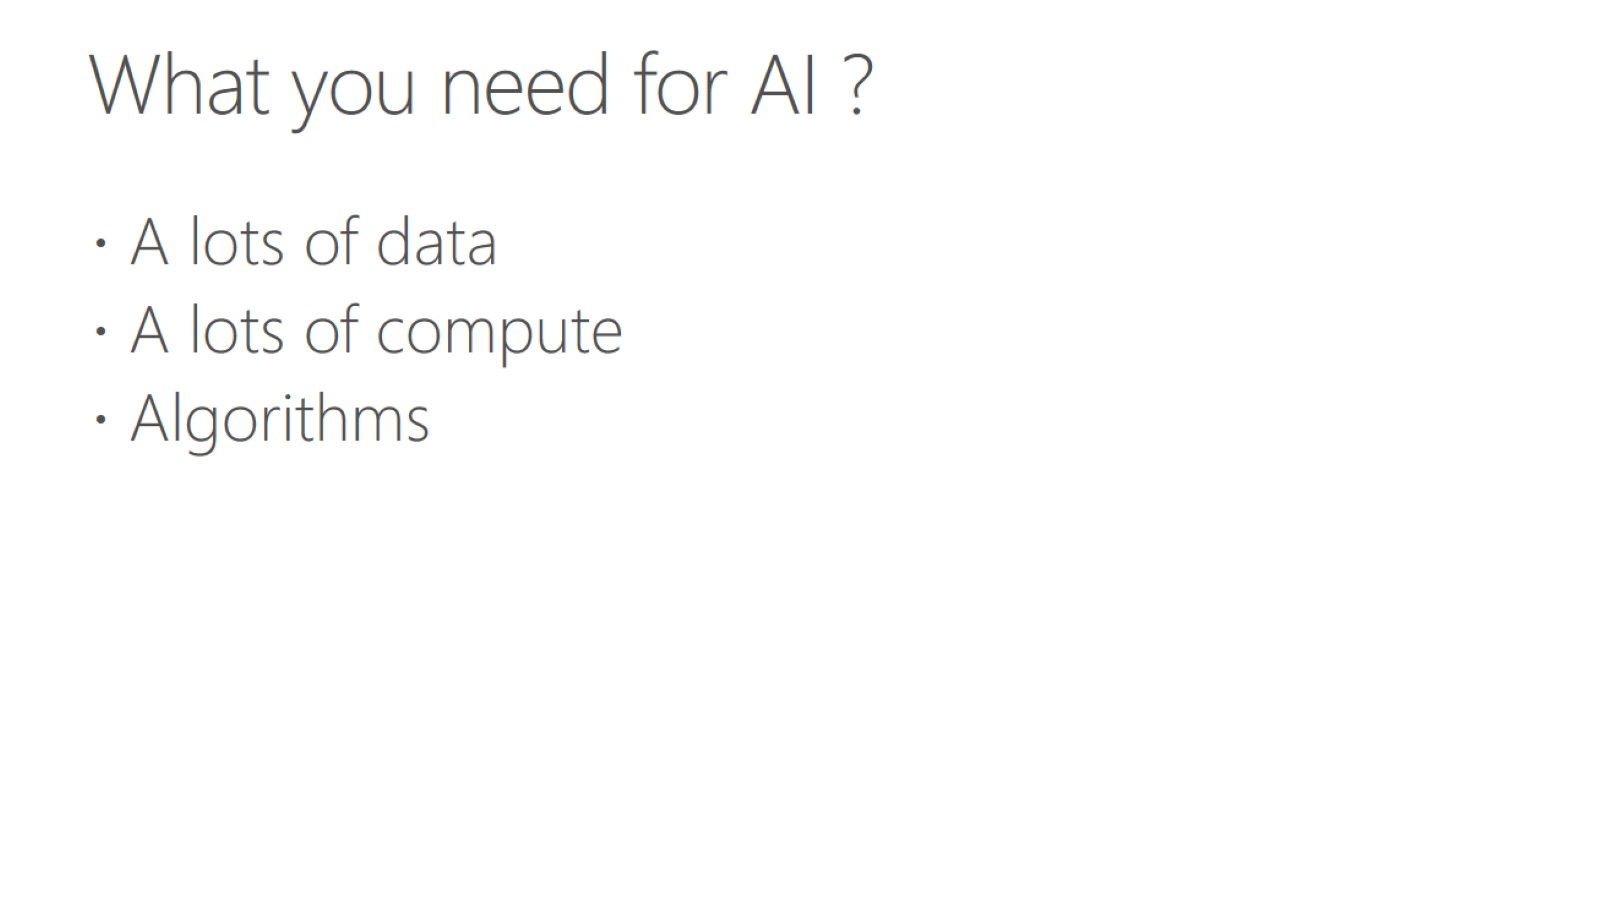 What you need for AI ?
• A lots of data
• A lots of compute
• Algorithms